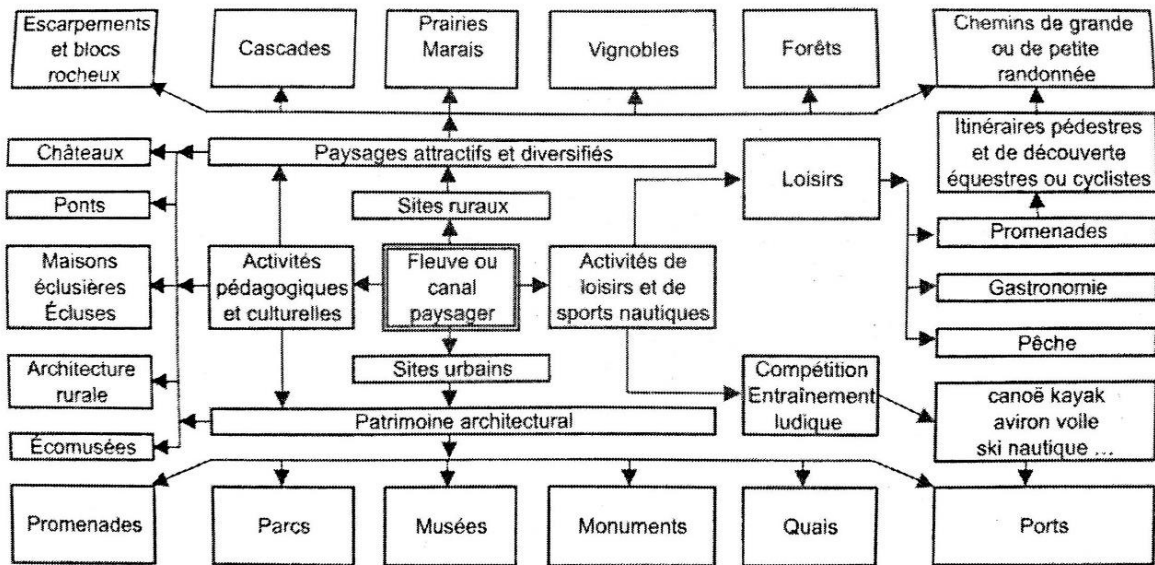 Escarpements
et blocs
rocheux
Cascades
Prairies
Marais
Vignobles
Forêts
Chemins de grande
ou de petite
randonnée
Châteaux
Paysages attractifs et diversifiés
Loisirs
Itinéraires pédestres
et de découverte
équestres ou cyclistes
Ponts
Sites ruraux
Promenades
Maisons
éclusières
Écluses
Activités
pédagogiques
et culturelles
Fleuve ou
canal
paysager
Activités de
loisirs et de
sports nautiques
Gastronomie
Pêche
Architecture
rurale
Sites urbains
Compétition
Entraînement
ludique
canoë kayak
aviron voile
ski nautique ...
Patrimoine architectural
Écomusées
Promenades
Parcs
Musées
Monuments
Quais
Ports